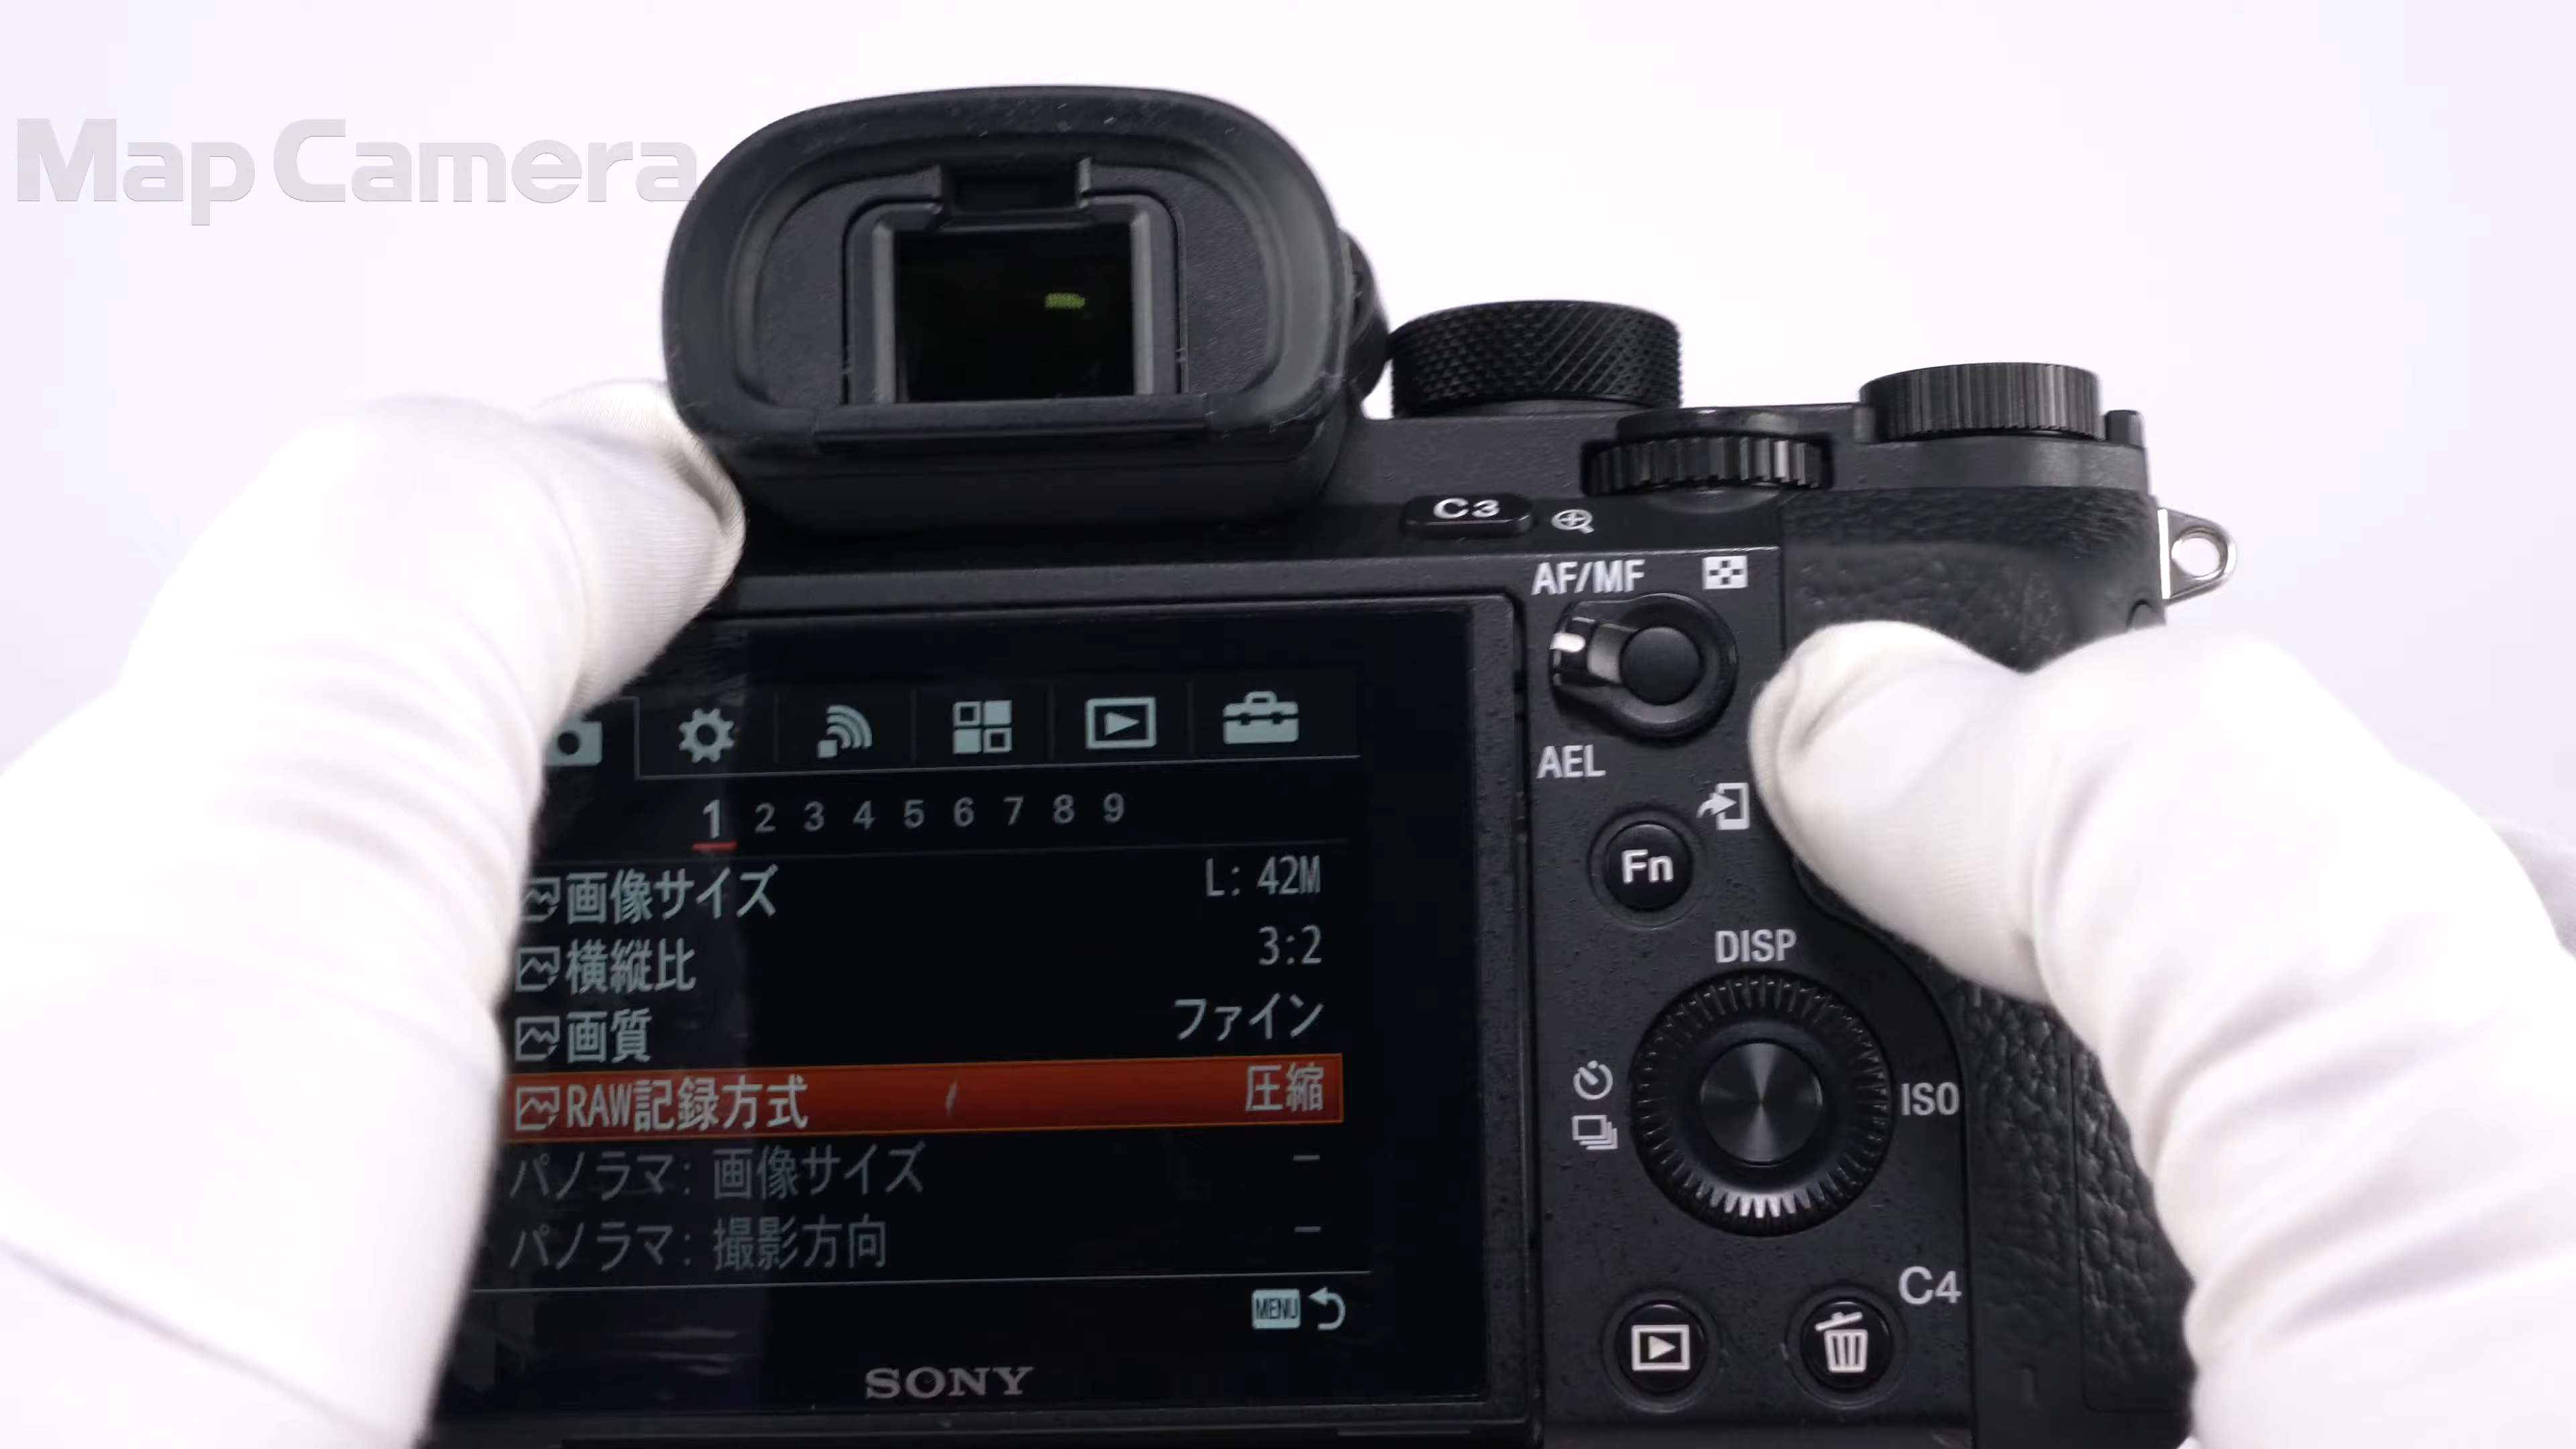 Map Camera
C3
AF/MF
AEL
1 2 3 4 5 6 7 8 9
画像サイズ L: 42M
横縦比 3:2
画質 ファイン
RAW記録方式 圧縮
パノラマ: 画像サイズ –
パノラマ: 撮影方向 –
MENU
SONY
Fn
DISP
ISO
C4